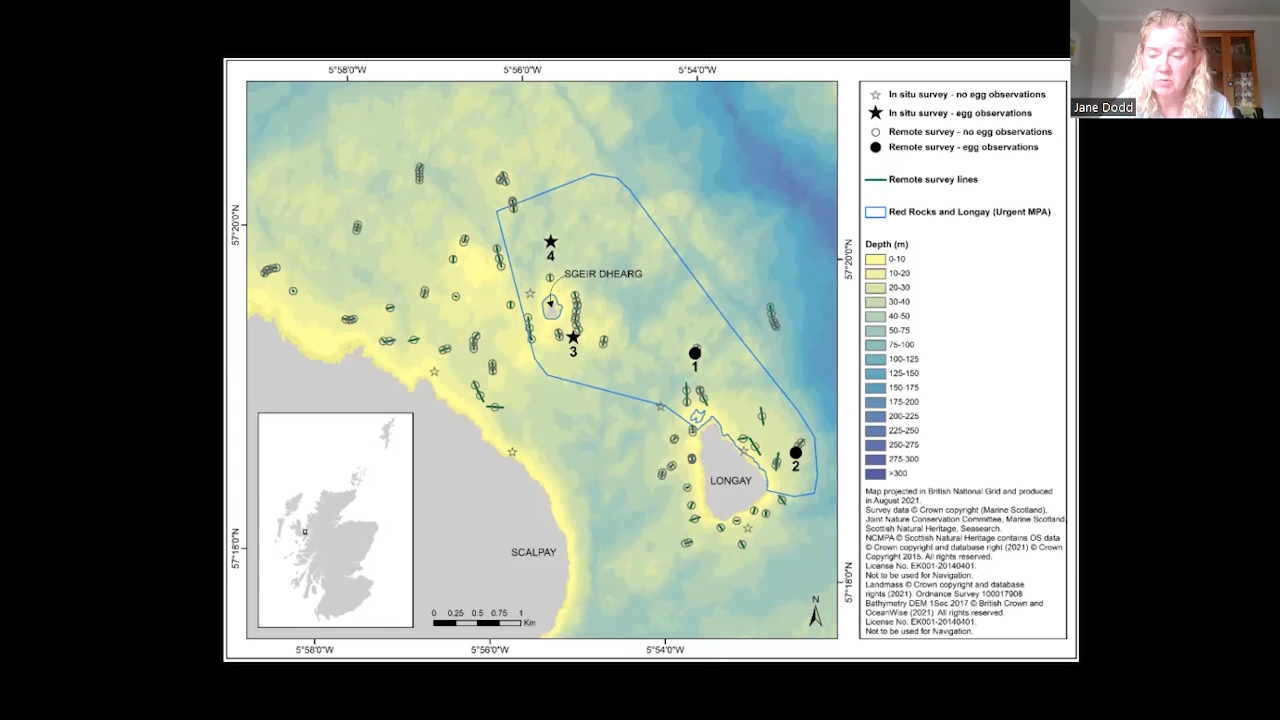 5°58'0"W 5°56'0"W 5°54'0"W
Jane Dodd
In situ survey - no egg observations
In situ survey - egg observations
Remote survey - no egg observations
Remote survey - egg observations
Remote survey lines
Red Rocks and Longay (Urgent MPA)
57°20'0"N
57°20'0"N
4
SGEIR DHEARG
3
1
2
LONGAY
SCALPAY
57°18'0"N
57°18'0"N
Depth (m)
0-10
10-20
20-30
30-40
40-50
50-75
75-100
100-125
125-150
150-175
175-200
200-225
225-250
250-275
275-300
>300
Map projected in British National Grid and produced
in August 2021.
Survey data © Crown copyright (Marine Scotland),
Joint Nature Conservation Committee, Marine Scotland,
Scottish Natural Heritage, Seasearch.
NCMPA © Scottish Natural Heritage contains OS data
© Crown copyright and database right (2021) © Crown
Copyright 2015. All rights reserved.
License No. EK001-20140401.
Not to be used for Navigation.
Landmass © Crown copyright and database
rights (2021). Ordnance Survey 100017908
Bathymetry DEM 1Sec 2017 © British Crown and
OceanWise (2021). All rights reserved.
License No. EK001-20140401.
Not to be used for Navigation.
N
0 0.25 0.5 0.75 1
Km
5°58'0"W 5°56'0"W 5°54'0"W